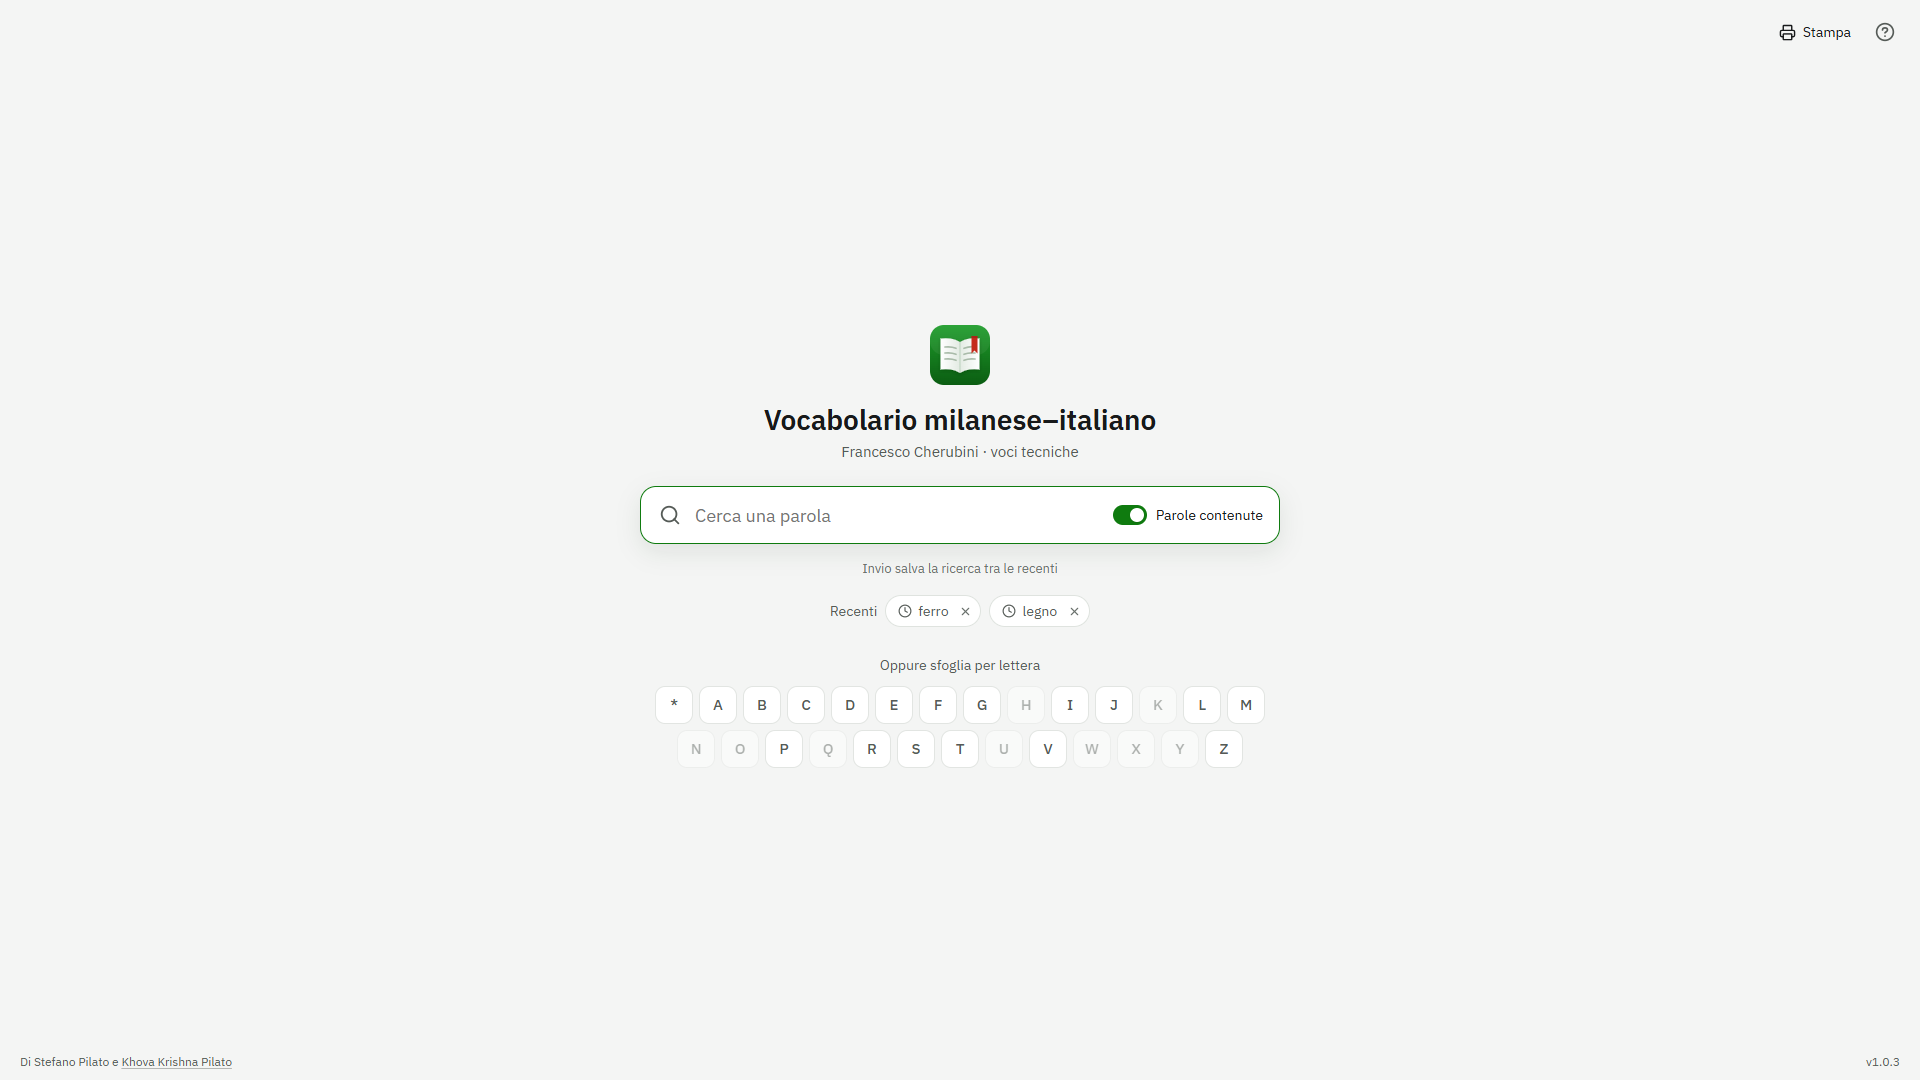 Stampa
Vocabolario milanese–italiano
Francesco Cherubini · voci tecniche
Cerca una parola
Parole contenute
Invio salva la ricerca tra le recenti
Recenti ferro legno
Oppure sfoglia per lettera
* A B C D E F G H I J K L M
N O P Q R S T U V W X Y Z
Di Stefano Pilato e Khova Krishna Pilato
v1.0.3